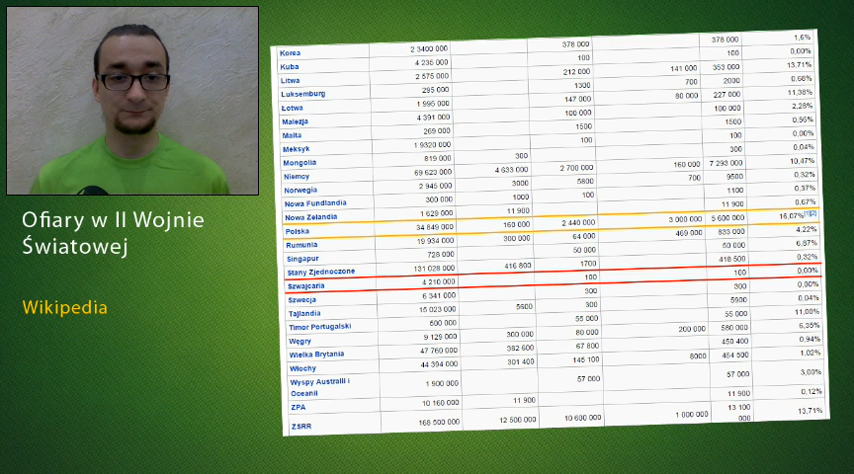 Ofiary w II Wojnie
Światowej
Wikipedia
Korea 2 3400 000 378 000 378 000 1,6%
Kuba 4 235 000 100 100 0,00%
Litwa 2 575 000 212 000 141 000 353 000 13,71%
Luksemburg 295 000 1300 700 2000 0,68%
Łotwa 1 995 000 147 000 80 000 227 000 11,38%
Malezja 4 391 000 100 000 100 000 2,28%
Malta 269 000 1500 1500 0,56%
Meksyk 1 9320 000 100 100 0,00%
Mongolia 819 000 300 300 0,04%
Niemcy 69 623 000 4 633 000 2 700 000 160 000 7 293 000 10,47%
Norwegia 2 945 000 3000 5800 700 9500 0,32%
Nowa Fundlandia 300 000 1000 100 1100 0,37%
Nowa Zelandia 1 629 000 11 900 11 900 0,67%
Polska 34 849 000 160 000 2 440 000 3 000 000 5 600 000 16,07%[1][2]
Rumunia 19 934 000 300 000 64 000 469 000 833 000 4,22%
Singapur 728 000 50 000 50 000 6,87%
Stany Zjednoczone 131 028 000 416 800 1700 418 500 0,32%
Szwajcaria 4 210 000 100 100 0,00%
Szwecja 6 341 000 300 300 0,00%
Tajlandia 15 023 000 5600 300 5900 0,04%
Timor Portugalski 500 000 55 000 55 000 11,00%
Węgry 9 129 000 300 000 80 000 200 000 580 000 6,35%
Wielka Brytania 47 760 000 382 600 67 800 450 400 0,94%
Włochy 44 394 000 301 400 145 100 8000 454 500 1,02%
Wyspy Australii i
Oceanii 1 900 000 57 000 57 000 3,00%
ZPA 10 160 000 11 900 11 900 0,12%
ZSRR 168 500 000 12 500 000 10 600 000 1 000 000 13 100
000 13,71%